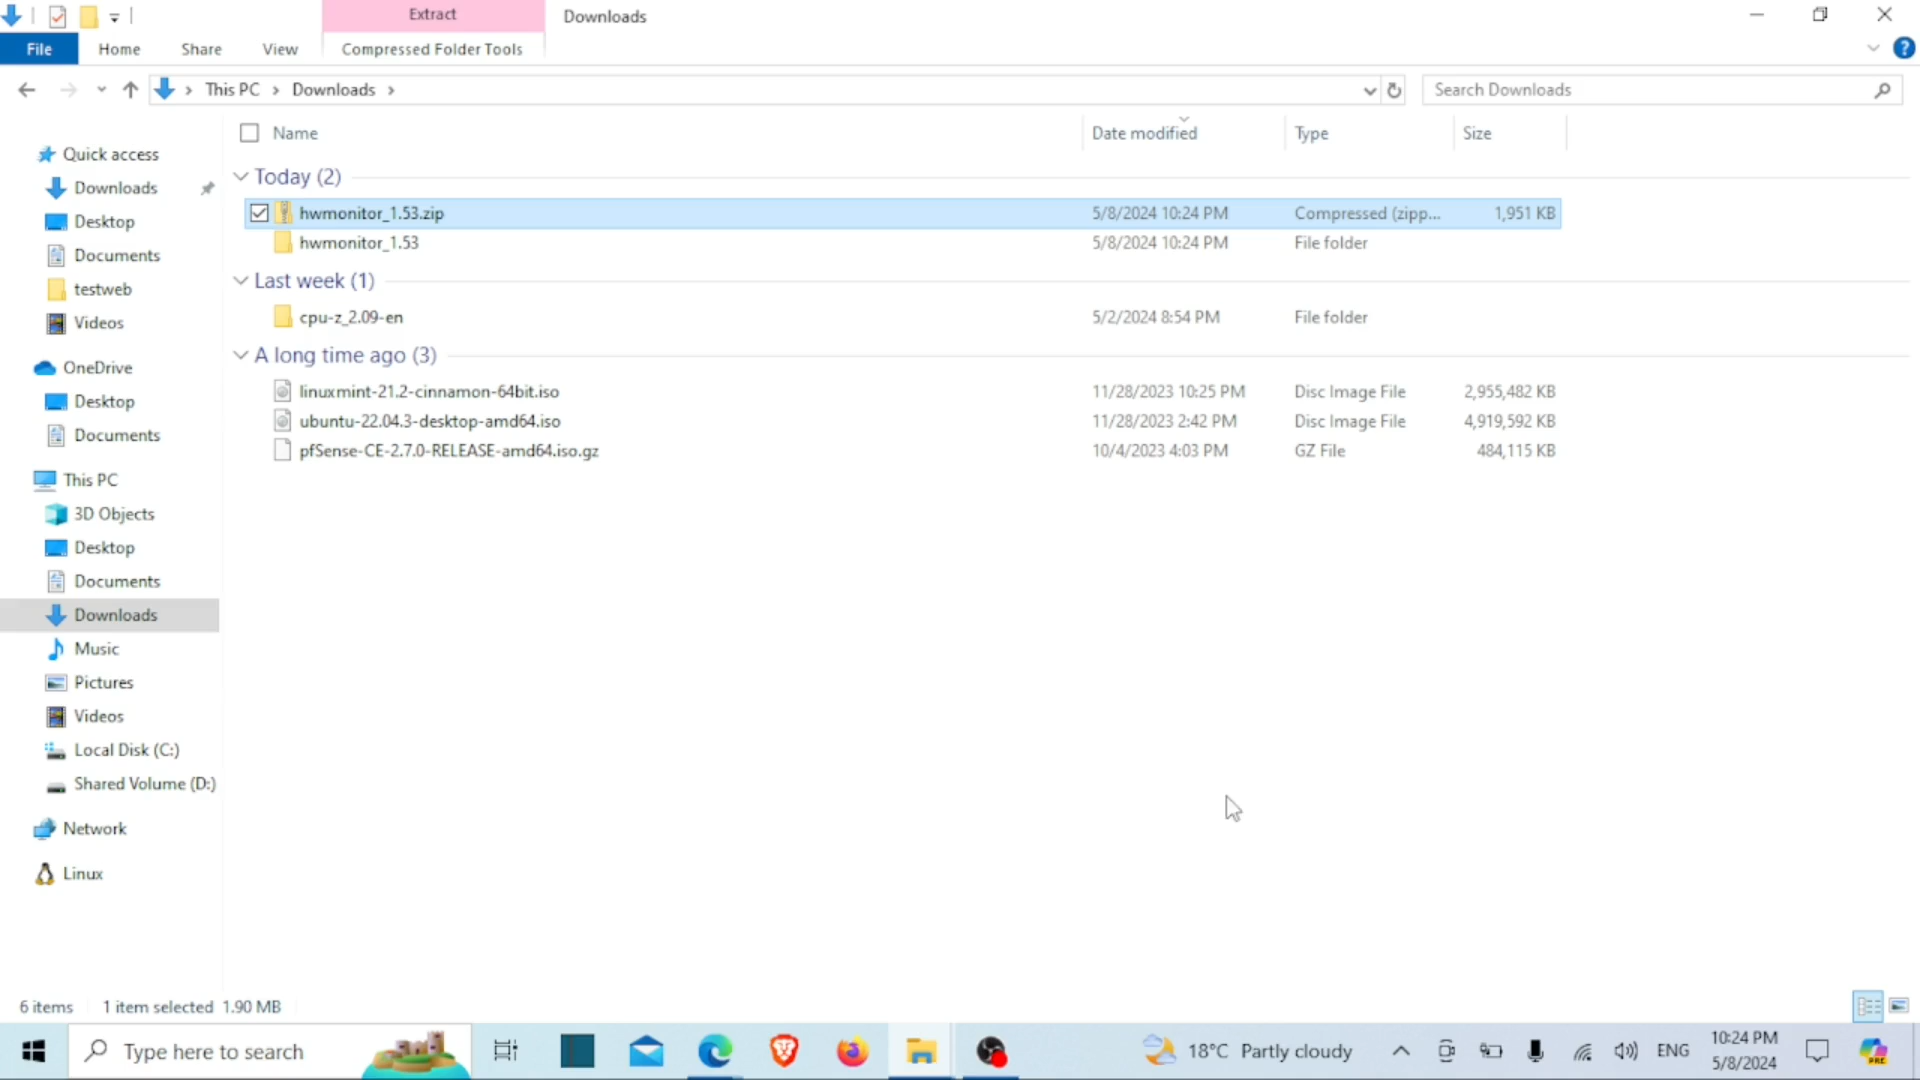 Extract Downloads
File Home Share View Compressed Folder Tools ?
This PC Downloads Search Downloads
Name Date modified Type Size
Quick access
Downloads
Desktop
Documents
testweb
Videos
OneDrive
Desktop
Documents
This PC
3D Objects
Desktop
Documents
Downloads
Music
Pictures
Videos
Local Disk (C:)
Shared Volume (D:)
Network
Linux
Today (2)
hwmonitor_1.53.zip 5/8/2024 10:24 PM Compressed (zipp... 1,951 KB
hwmonitor_1.53 5/8/2024 10:24 PM File folder
Last week (1)
cpu-z_2.09-en 5/2/2024 8:54 PM File folder
A long time ago (3)
linuxmint-21.2-cinnamon-64bit.iso 11/28/2023 10:25 PM Disc Image File 2,955,482 KB
ubuntu-22.04.3-desktop-amd64.iso 11/28/2023 2:42 PM Disc Image File 4,919,592 KB
pfSense-CE-2.7.0-RELEASE-amd64.iso.gz 10/4/2023 4:03 PM GZ File 484,115 KB
6 items 1 item selected 1.90 MB
Type here to search 18°C Partly cloudy ENG 10:24 PM
5/8/2024
PRE